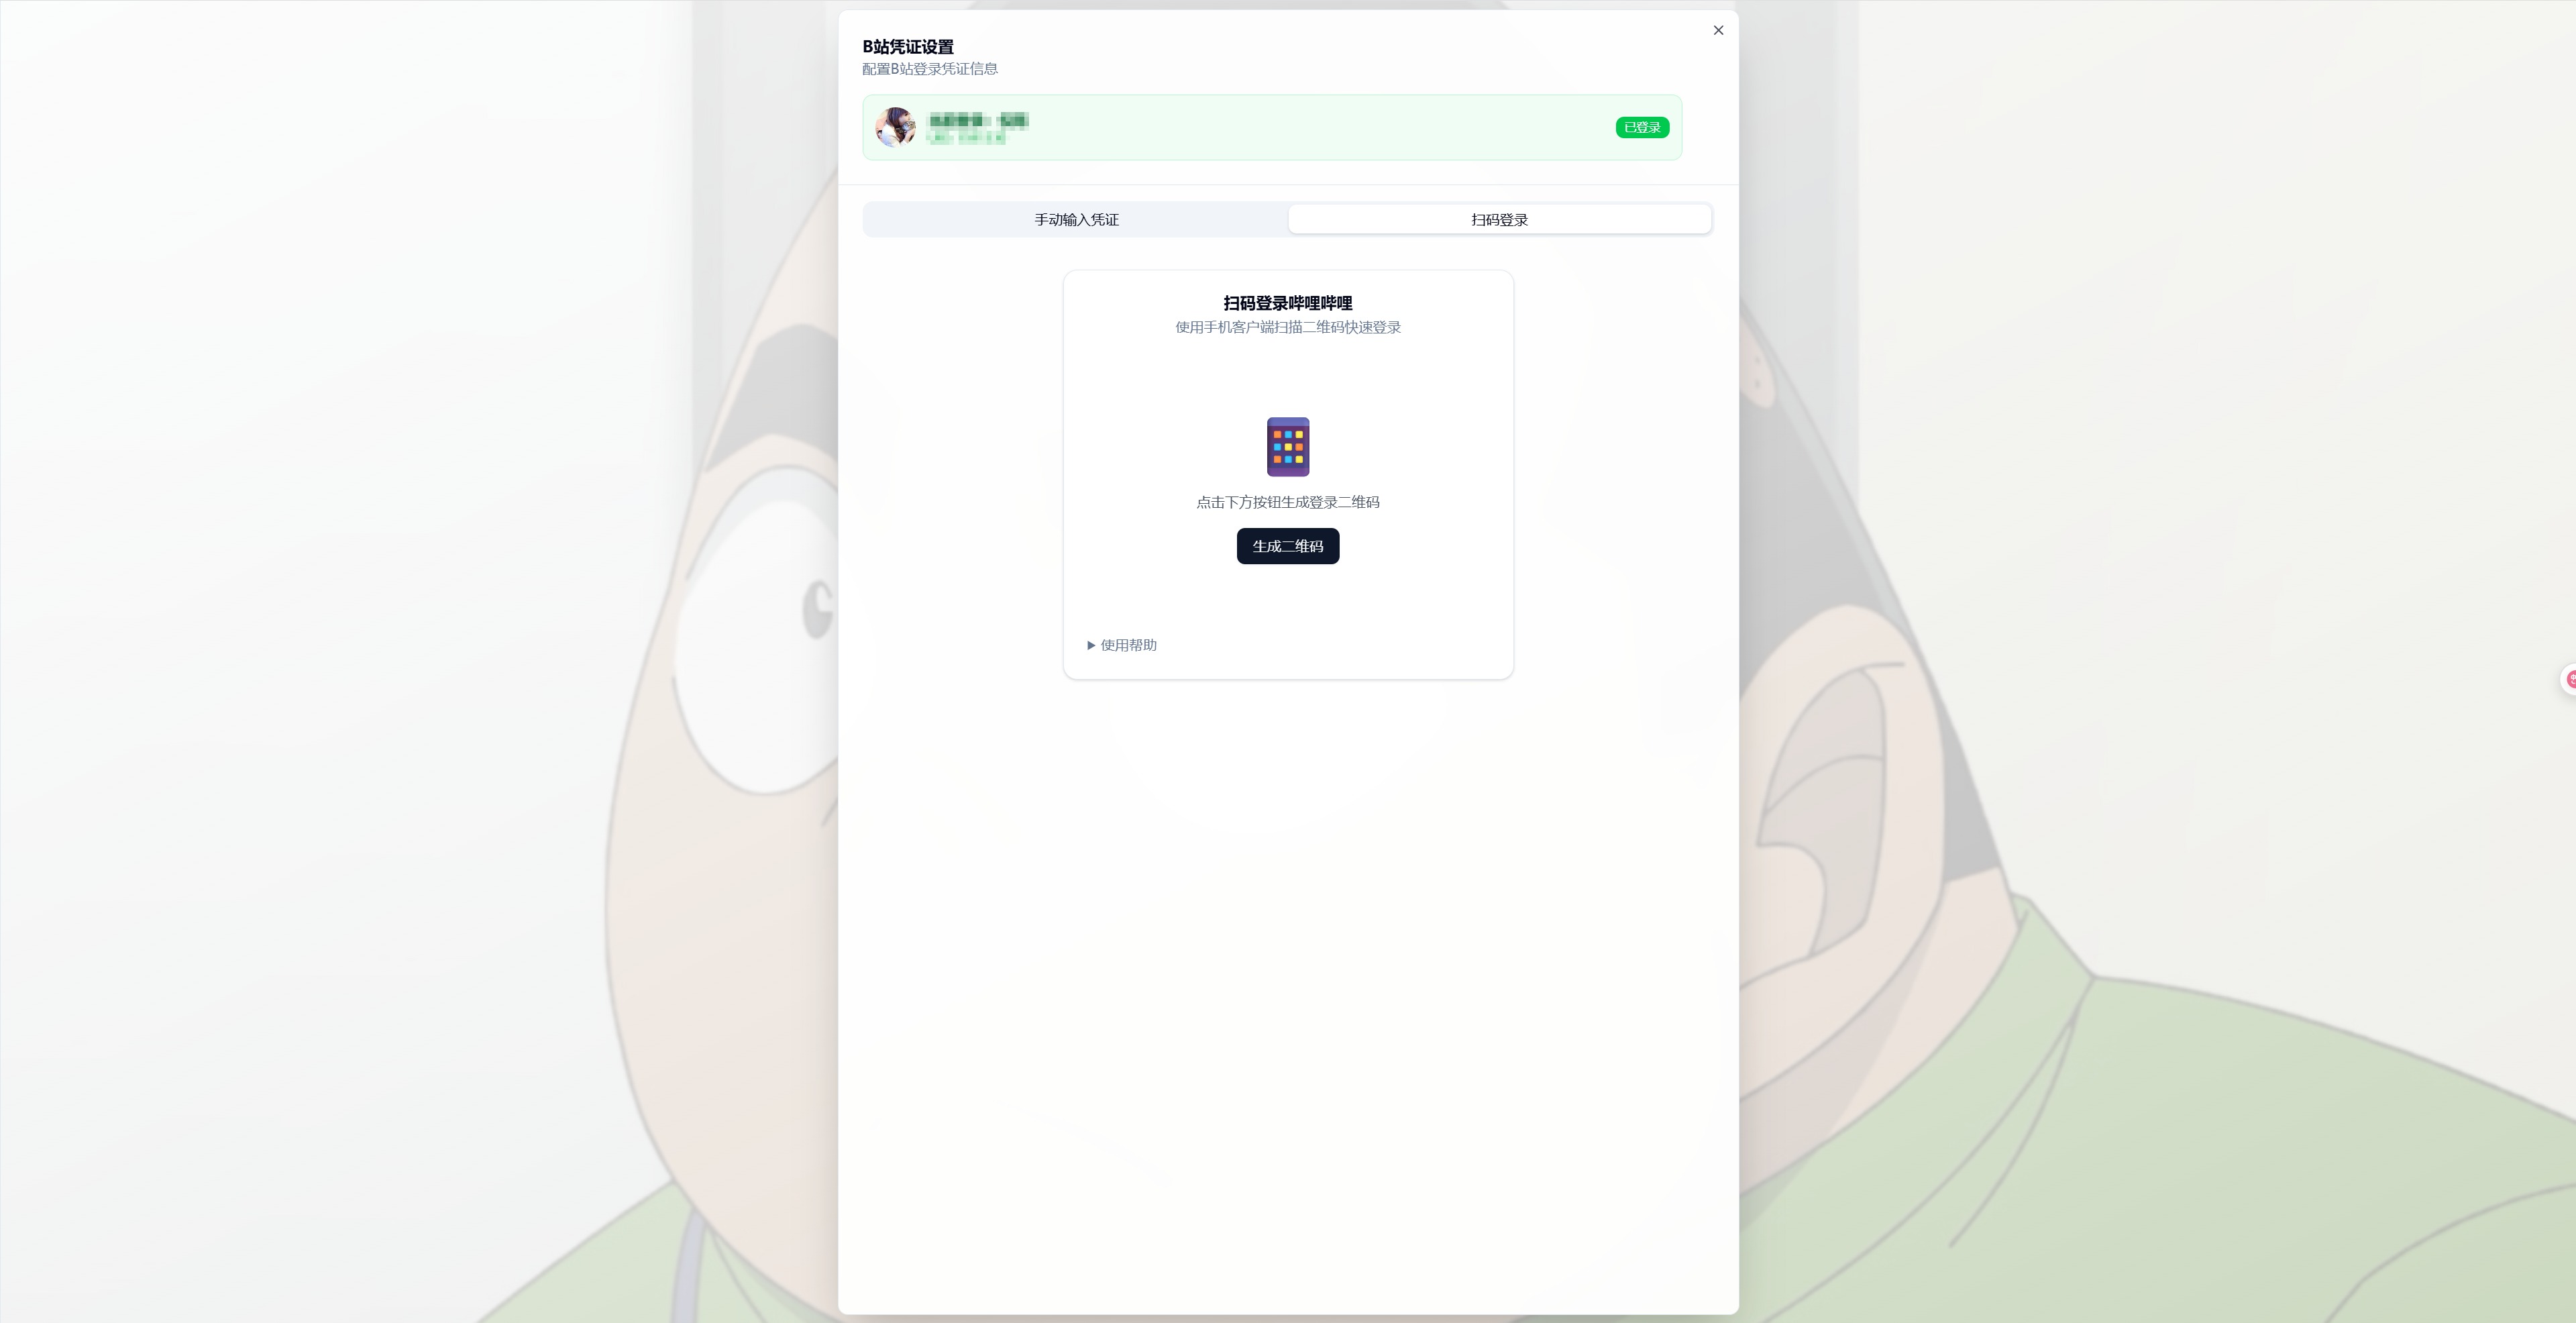 B站凭证设置
配置B站登录凭证信息
已登录
手动输入凭证
扫码登录
扫码登录哔哩哔哩
使用手机客户端扫描二维码快速登录
点击下方按钮生成登录二维码
生成二维码
使用帮助